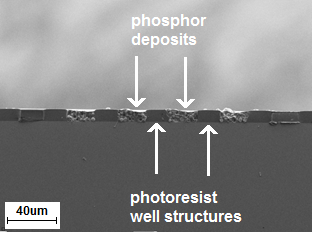 phosphor
deposits
photoresist
well structures
40um